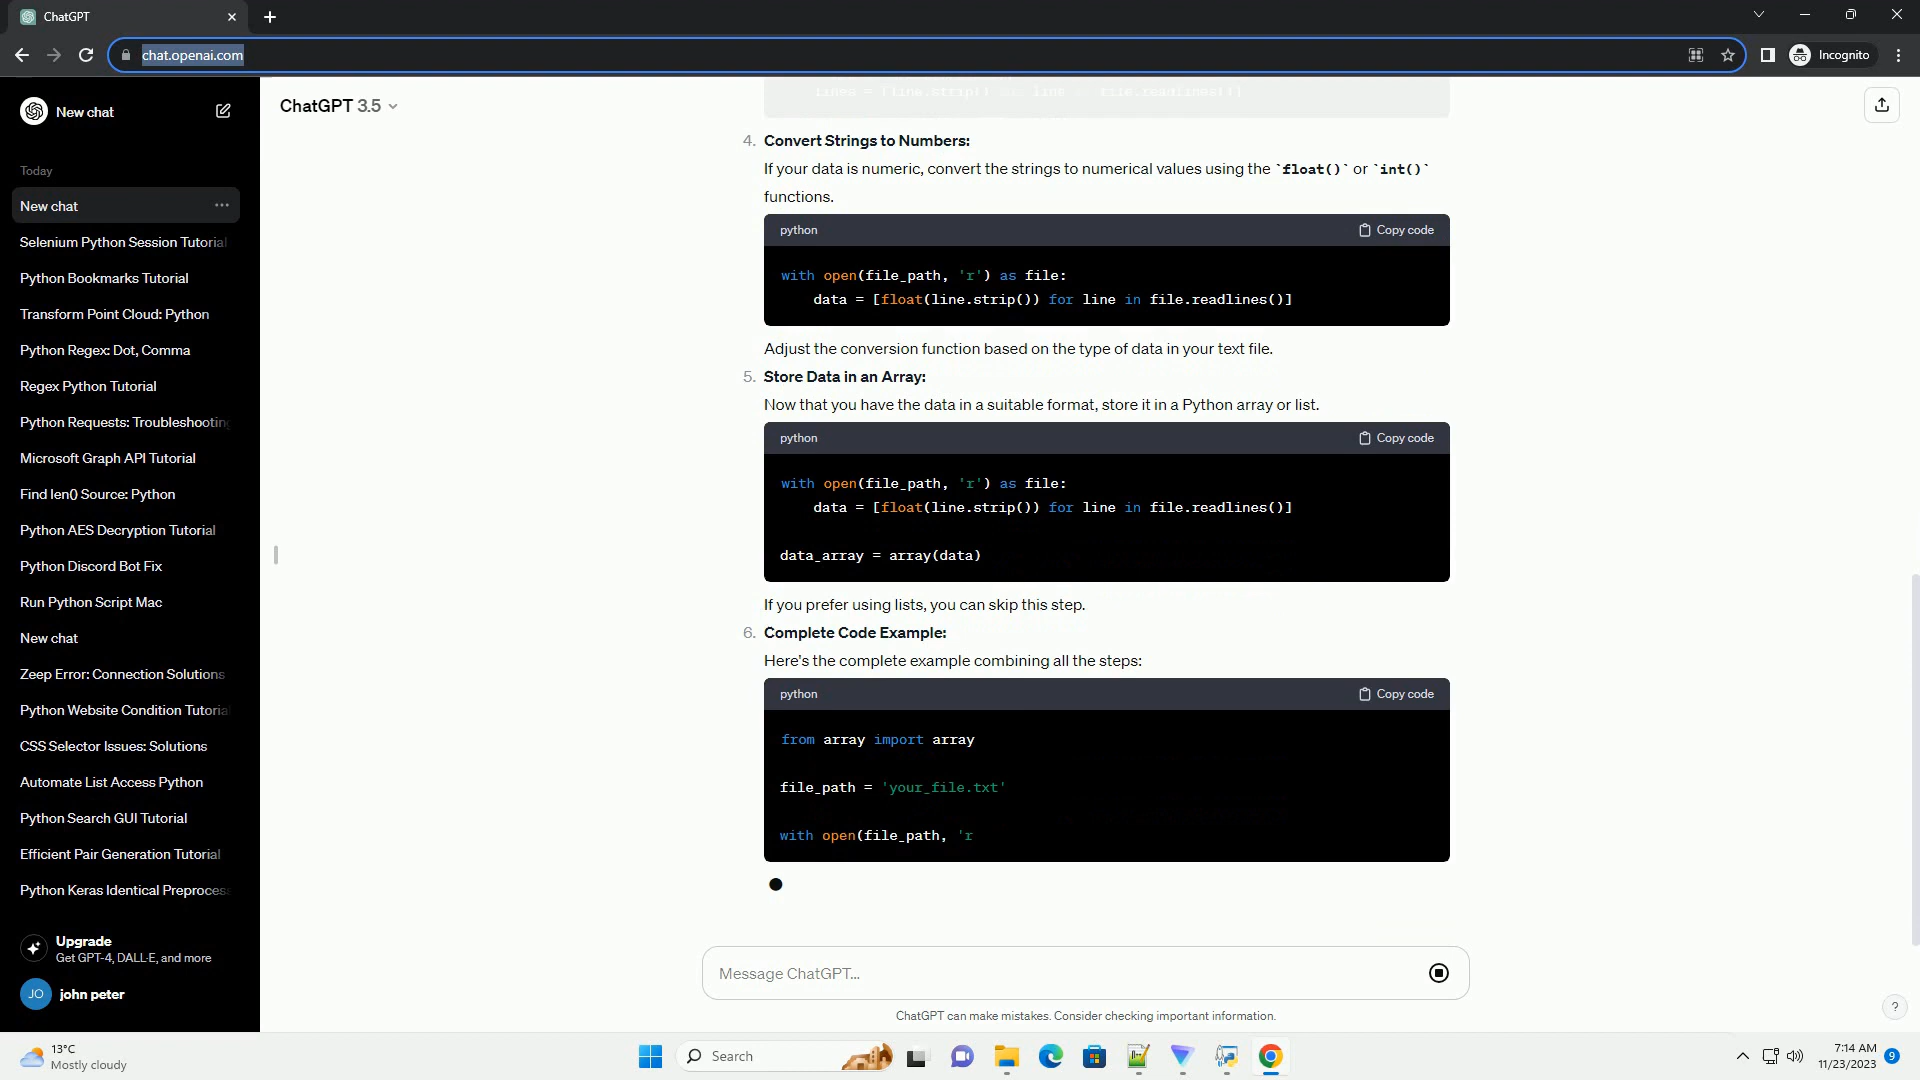 ChatGPT
chat.openai.com
Incognito
New chat
Today
New chat
Selenium Python Session Tutorial
Python Bookmarks Tutorial
Transform Point Cloud: Python
Python Regex: Dot, Comma
Regex Python Tutorial
Python Requests: Troubleshooting
Microsoft Graph API Tutorial
Find len() Source: Python
Python AES Decryption Tutorial
Python Discord Bot Fix
Run Python Script Mac
New chat
Zeep Error: Connection Solutions
Python Website Condition Tutorial
CSS Selector Issues: Solutions
Automate List Access Python
Python Search GUI Tutorial
Efficient Pair Generation Tutorial
Python Keras Identical Preprocess
Upgrade
Get GPT-4, DALL·E, and more
JO john peter
ChatGPT 3.5
lines = [line.strip() for line in file.readlines()]
4. Convert Strings to Numbers:
If your data is numeric, convert the strings to numerical values using the `float()` or `int()`
functions.
python Copy code
with open(file_path, 'r') as file:
data = [float(line.strip()) for line in file.readlines()]
Adjust the conversion function based on the type of data in your text file.
5. Store Data in an Array:
Now that you have the data in a suitable format, store it in a Python array or list.
python Copy code
with open(file_path, 'r') as file:
data = [float(line.strip()) for line in file.readlines()]
data_array = array(data)
If you prefer using lists, you can skip this step.
6. Complete Code Example:
Here's the complete example combining all the steps:
python Copy code
from array import array
file_path = 'your_file.txt'
with open(file_path, 'r
Message ChatGPT...
ChatGPT can make mistakes. Consider checking important information.
?
13°C
Mostly cloudy
Search
7:14 AM
11/23/2023
9